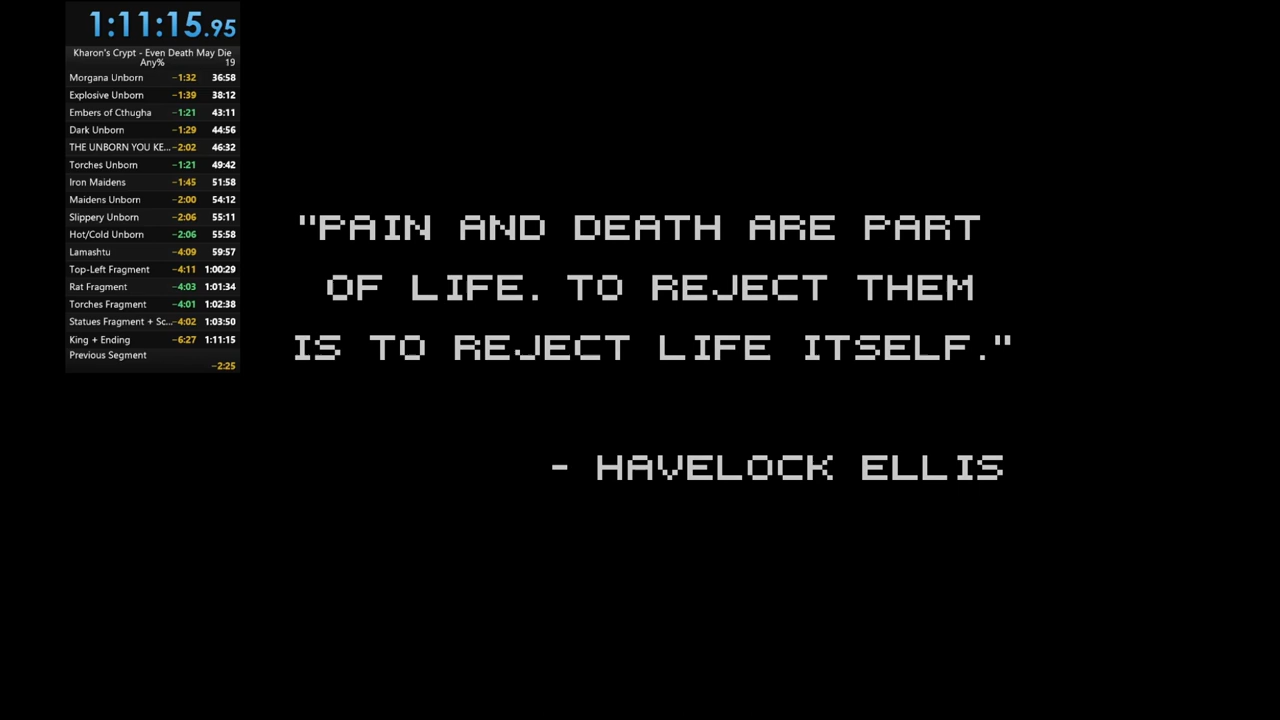 1:11:15.95
Kharon's Crypt - Even Death May Die
Any% 19
Morgana Unborn −1:32 36:58
Explosive Unborn −1:39 38:12
Embers of Cthugha −1:21 43:11
Dark Unborn −1:29 44:56
THE UNBORN YOU KE... −2:02 46:32
Torches Unborn −1:21 49:42
Iron Maidens −1:45 51:58
Maidens Unborn −2:00 54:12
Slippery Unborn −2:06 55:11
Hot/Cold Unborn −2:06 55:58
Lamashtu −4:09 59:57
Top-Left Fragment −4:11 1:00:29
Rat Fragment −4:03 1:01:34
Torches Fragment −4:01 1:02:38
Statues Fragment + Sc... −4:02 1:03:50
King + Ending −6:27 1:11:15
Previous Segment
−2:25
"PAIN AND DEATH ARE PART
OF LIFE. TO REJECT THEM
IS TO REJECT LIFE ITSELF."
- HAVELOCK ELLIS